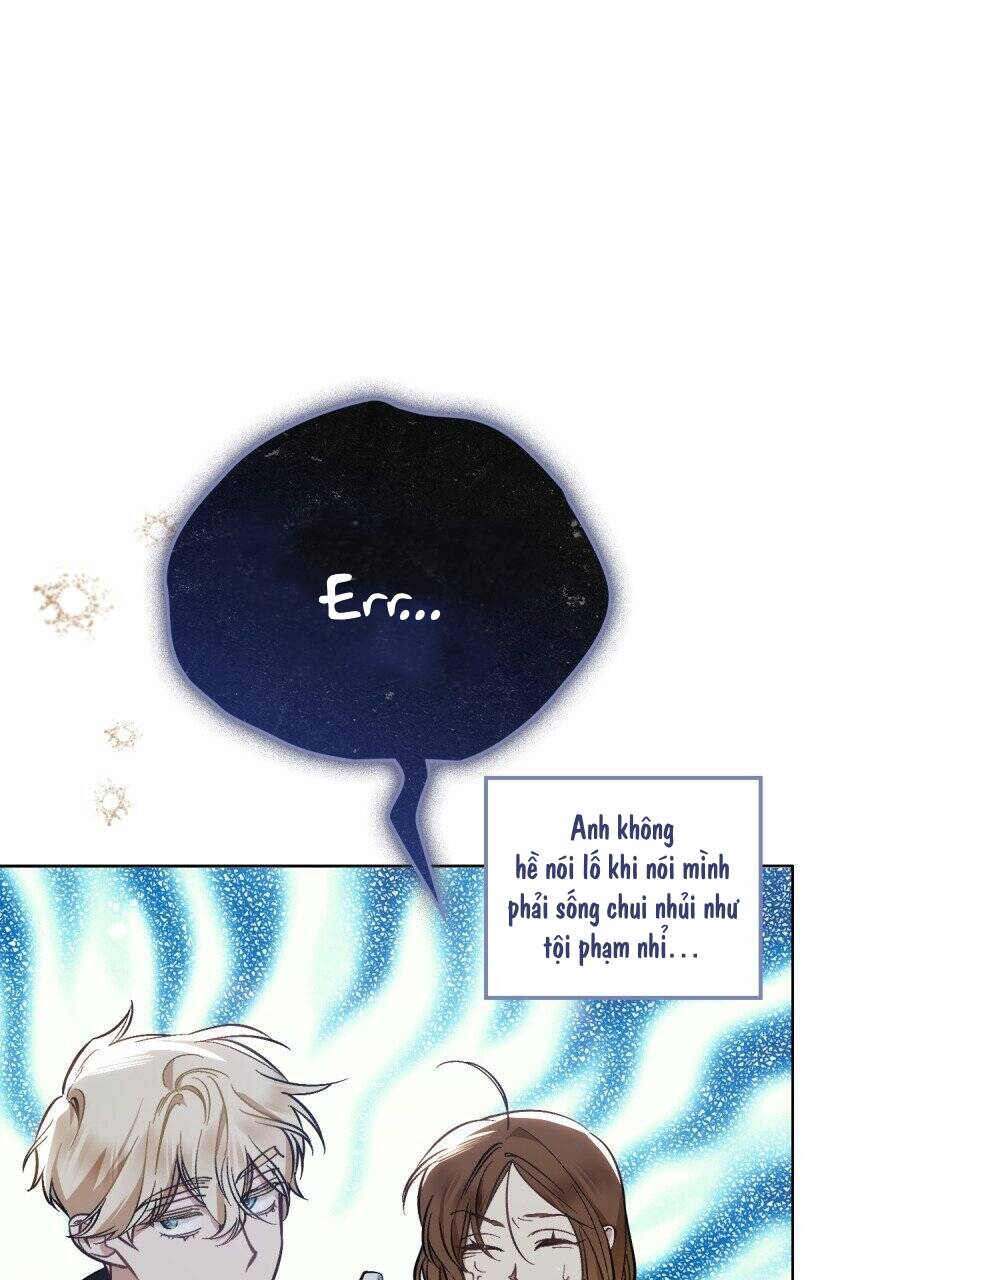 Err...
Anh không
hề nói lố khi nói mình
phải sống chui nhủi như
tội phạm nhỉ...